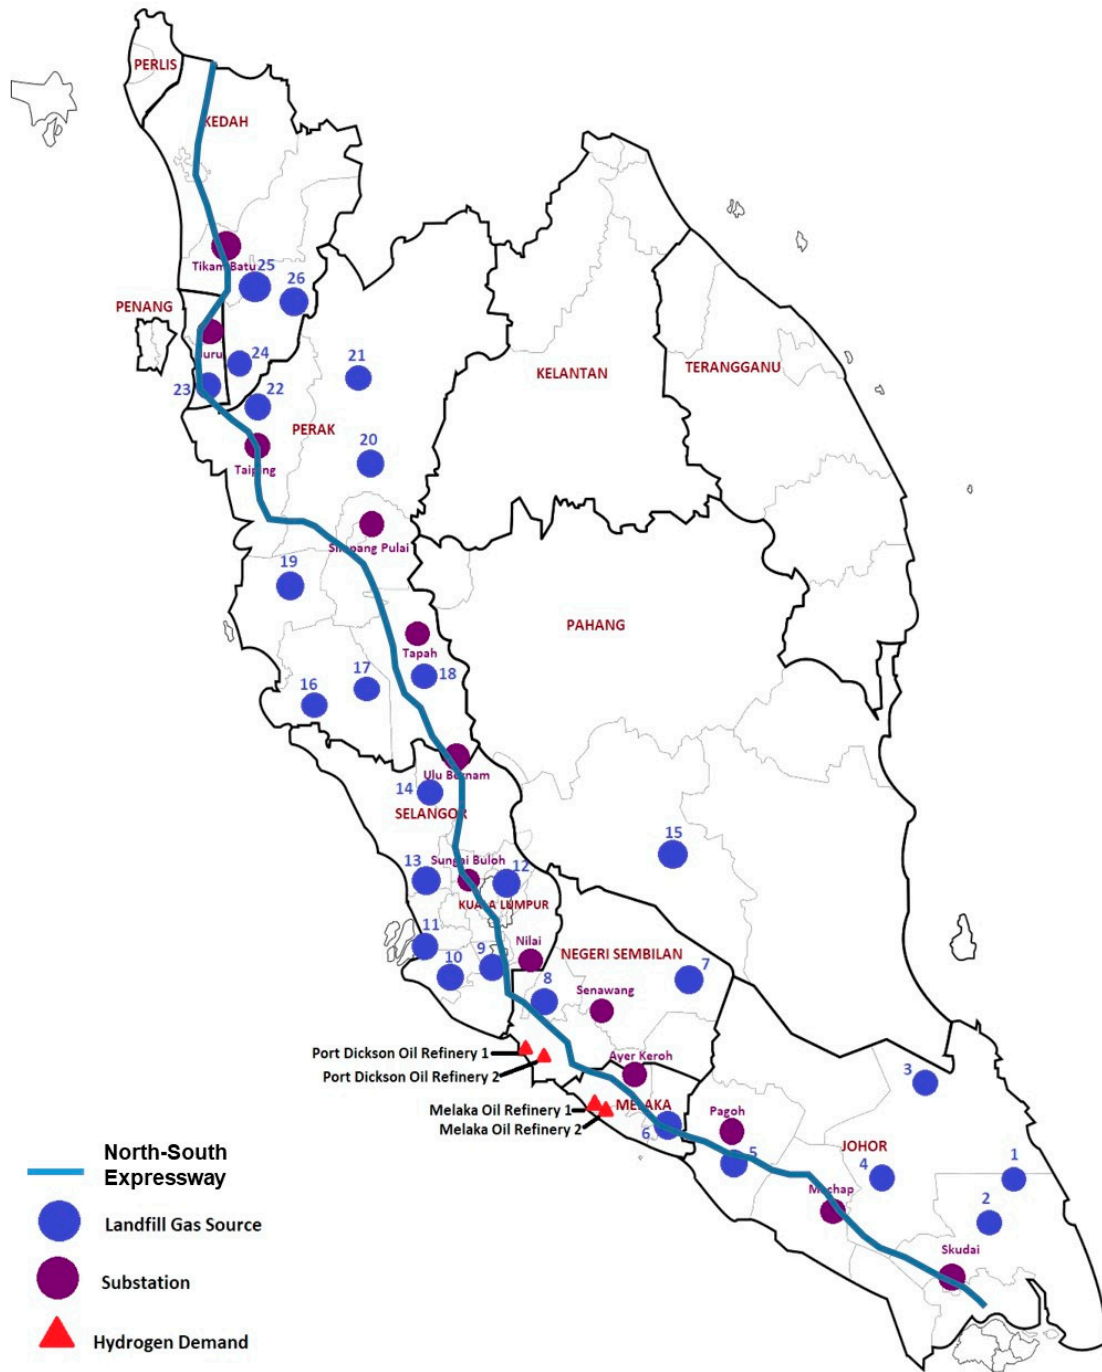 PERLIS
KEDAH
Tikam Batu
25
26
PENANG
24
23
22
21
KELANTAN
TERANGGANU
PERAK
20
Taiping
Simpang Pulai
19
PAHANG
Tapah
18
17
16
Ulu Bernam
14
SELANGOR
15
13
Sungai Buloh
12
KUALA LUMPUR
11
Nilai
NEGERI SEMBILAN
10
9
7
8
Senawang
Port Dickson Oil Refinery 1
Port Dickson Oil Refinery 2
Ayer Keroh
3
Melaka Oil Refinery 1
MELAKA
Pagoh
Melaka Oil Refinery 2
6
JOHOR
5
4
1
Machap
2
Skudai
North-South
Expressway
Landfill Gas Source
Substation
Hydrogen Demand